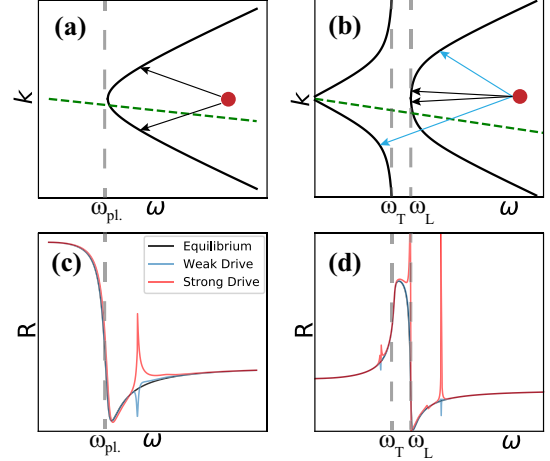 (a)
k
ω_pl.
ω
(b)
k
ω_T
ω_L
ω
(c)
Equilibrium
Weak Drive
Strong Drive
R
ω_pl.
ω
(d)
R
ω_T
ω_L
ω